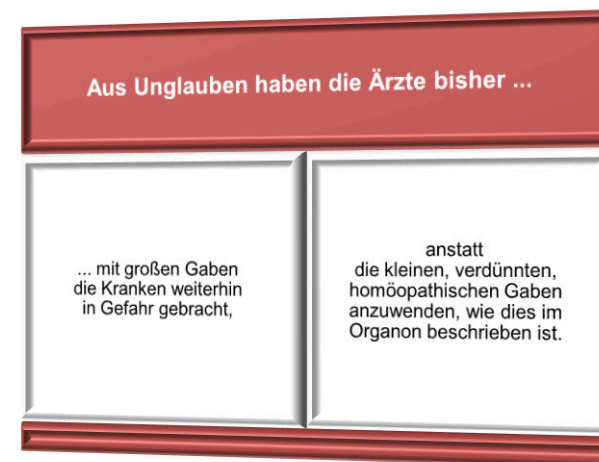 Aus Unglauben haben die Ärzte bisher ...
... mit großen Gaben
die Kranken weiterhin
in Gefahr gebracht,
anstatt
die kleinen, verdünnten,
homöopathischen Gaben
anzuwenden, wie dies im
Organon beschrieben ist.